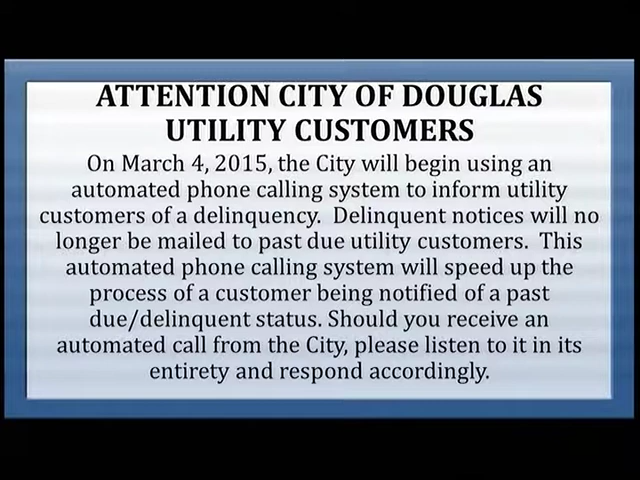 ATTENTION CITY OF DOUGLAS
UTILITY CUSTOMERS
On March 4, 2015, the City will begin using an
automated phone calling system to inform utility
customers of a delinquency.  Delinquent notices will no
longer be mailed to past due utility customers.  This
automated phone calling system will speed up the
process of a customer being notified of a past
due/delinquent status. Should you receive an
automated call from the City, please listen to it in its
entirety and respond accordingly.